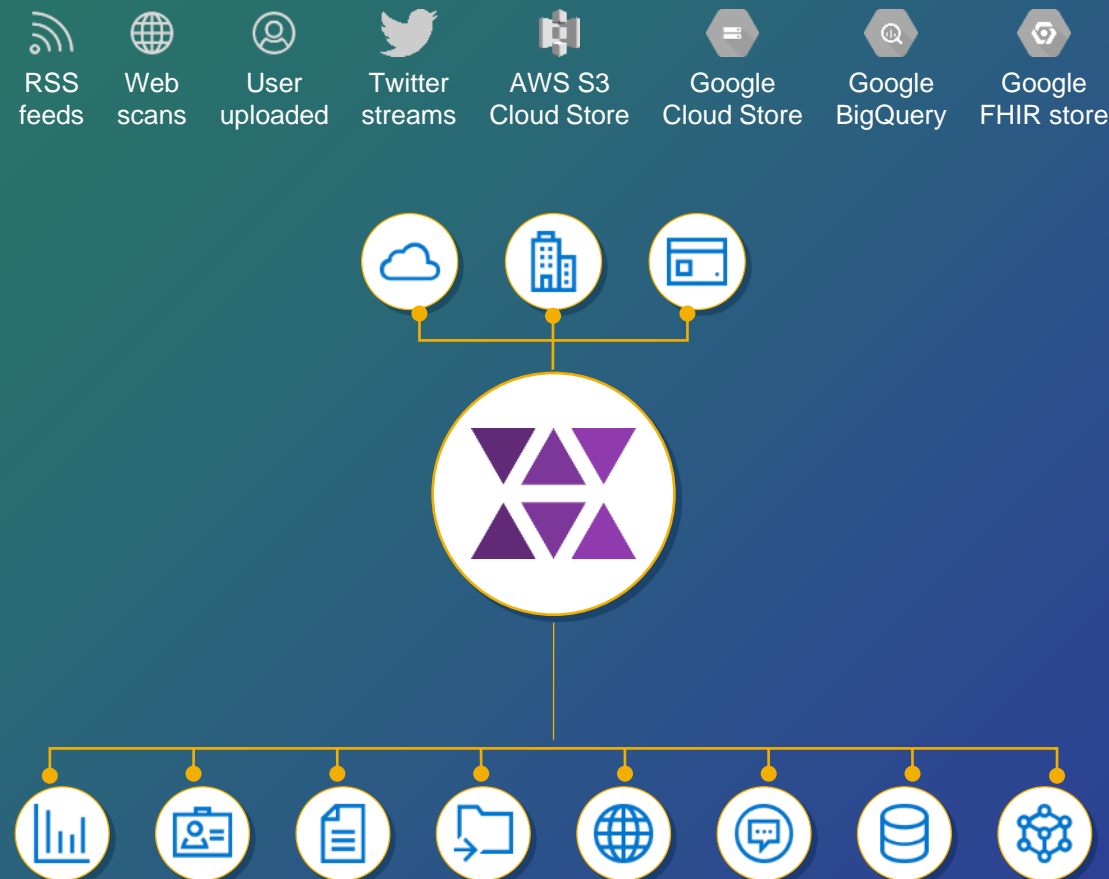 RSS feeds
Web scans
User uploaded
Twitter streams
AWS S3 Cloud Store
Google Cloud Store
Google BigQuery
Google FHIR store